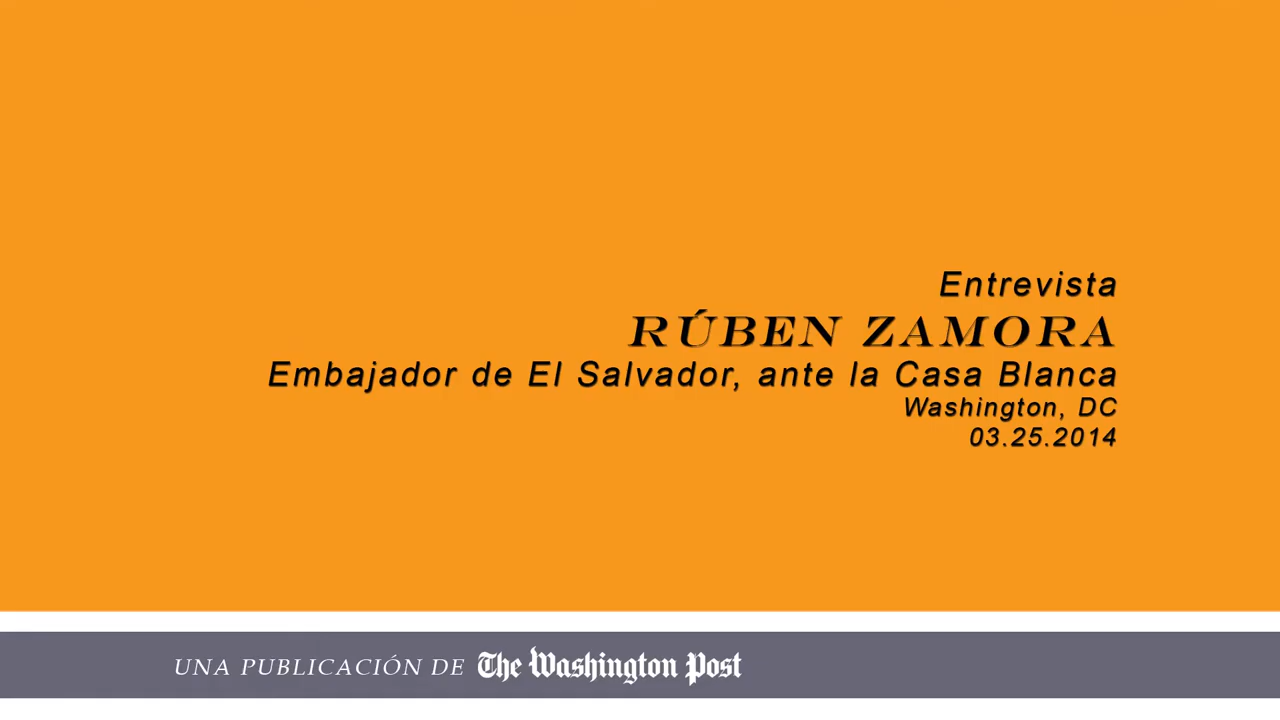 Entrevista
RÚBEN ZAMORA
Embajador de El Salvador, ante la Casa Blanca
Washington, DC
03.25.2014
UNA PUBLICACIÓN DE The Washington Post